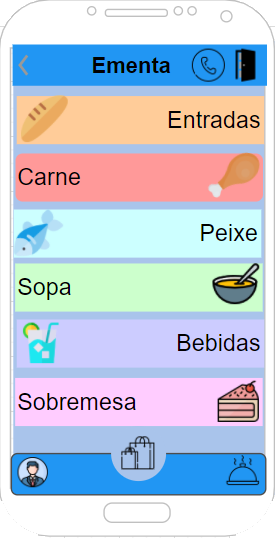 Ementa
Entradas
Carne
Peixe
Sopa
Bebidas
Sobremesa